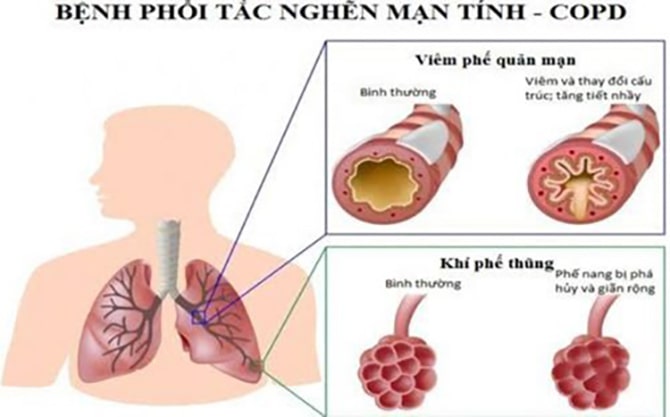 BỆNH PHỔI TẮC NGHẼN MẠN TÍNH - COPD
Viêm phế quản mạn
Bình thường
Viêm và thay đổi cấu
trúc; tăng tiết nhầy
Khí phế thũng
Bình thường
Phế nang bị phá
hủy và giãn rộng